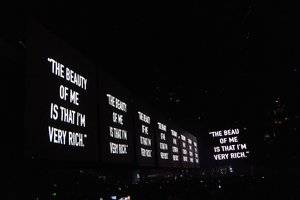 "THE BEAUTY
OF ME
IS THAT I'M
VERY RICH."
"THE BEAUTY
OF ME
IS THAT I'M
VERY RICH."
"THE BEAU
OF ME
IS THAT I'M
VERY RICH."